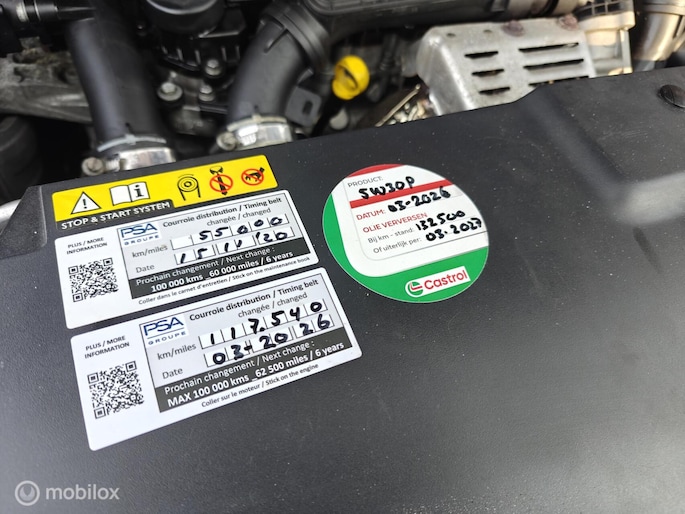 STOP & START SYSTEM
PLUS / MORE
INFORMATION
PSA
GROUPE
Courroie distribution / Timing belt
changée / changed
km/miles 55000
Date 15 11 20
Prochain changement / Next change :
100 000 kms 60 000 miles / 6 years
Coller dans le carnet d'entretien / Stick on the maintenance book
PLUS / MORE
INFORMATION
PSA
GROUPE
Courroie distribution / Timing belt
changée / changed
km/miles 117.540
Date 03-2026
Prochain changement / Next change :
MAX 100 000 kms 62 500 miles / 6 years
Coller sur le moteur / Stick on the engine
PRODUCT:
5W30P
DATUM: 03-2026
OLIE VERVERSEN
Bij km - stand: 132500
Of uiterlijk per: 03.2027
Castrol
mobilox